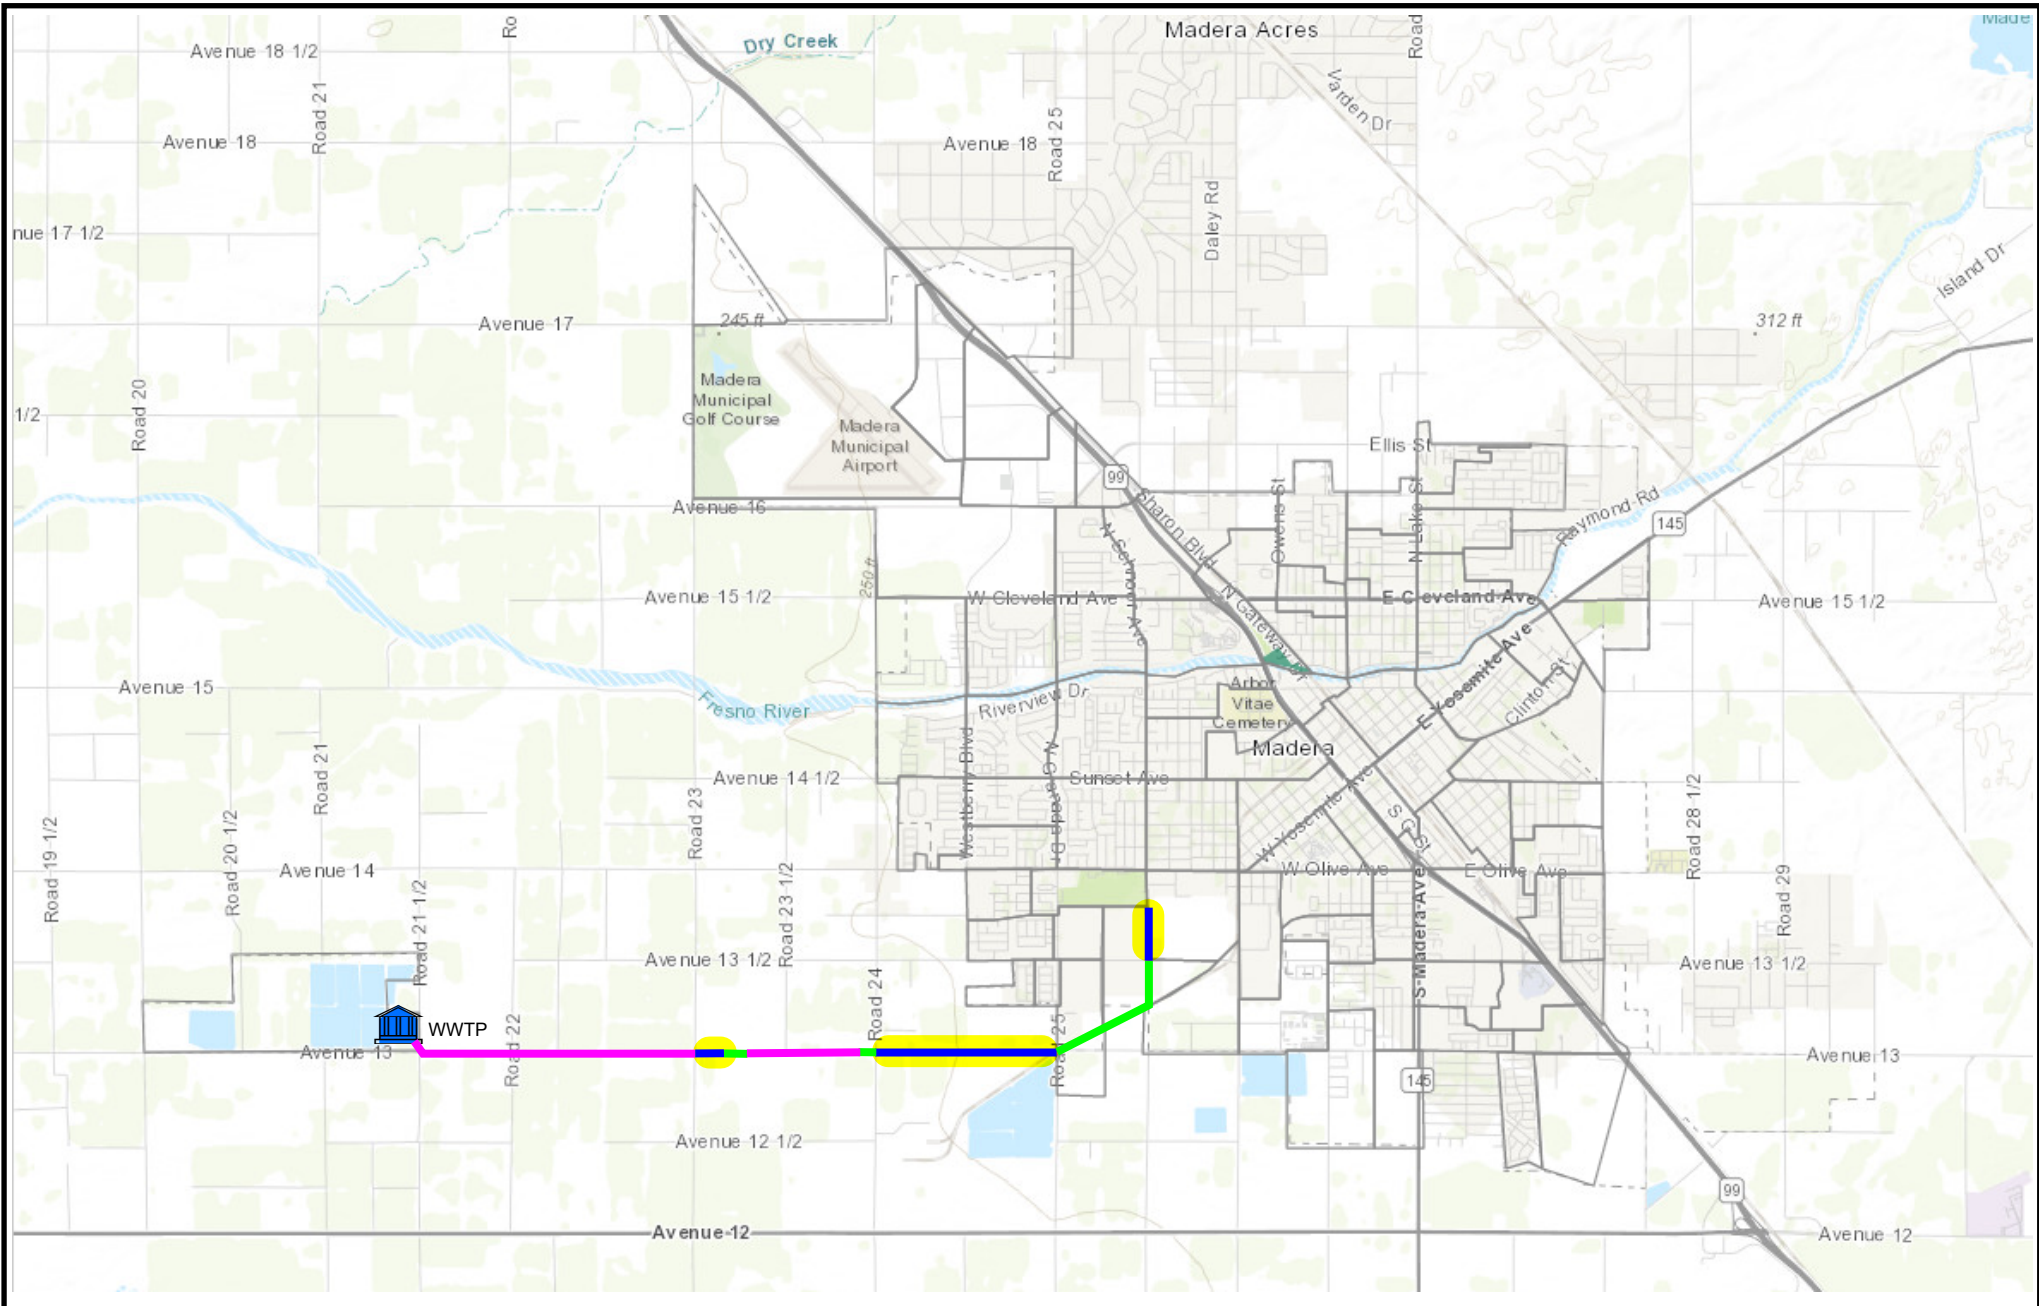 Madera Acres
Ro
Road
Made
Avenue 18 1/2
Dry Creek
Road 21
Varden Dr
Avenue 18
Avenue 18
Road 25
Daley Rd
nue 17 1/2
Island Dr
Avenue 17
245 ft
312 ft
Road 20
1/2
Madera
Municipal
Golf Course
Madera
Municipal
Airport
Ellis St
99
Sharon Blvd
Owens St
N Lake St
Raymond Rd
145
Avenue 16
N Schnoor Ave
250 ft
Avenue 15 1/2
W Cleveland Ave
N Gateway Dr
E Cleveland Ave
Avenue 15 1/2
Avenue 15
Fresno River
Riverview Dr
Arbor
Vitae
Cemetery
E Yosemite Ave
Clinton St
Madera
Road 21
Avenue 14 1/2
Westberry Blvd
N Granada Dr
Sunset Ave
Road 23
W Yosemite Ave
S G St
Road 28 1/2
Road 19 1/2
Road 20 1/2
Avenue 14
W Olive Ave
E Olive Ave
Road 21 1/2
Road 23 1/2
Road 29
S Madera Ave
Avenue 13 1/2
Avenue 13 1/2
Road 24
WWTP
Avenue 13
Road 22
Road 25
Avenue 13
145
Avenue 12 1/2
99
Avenue 12
Avenue 12